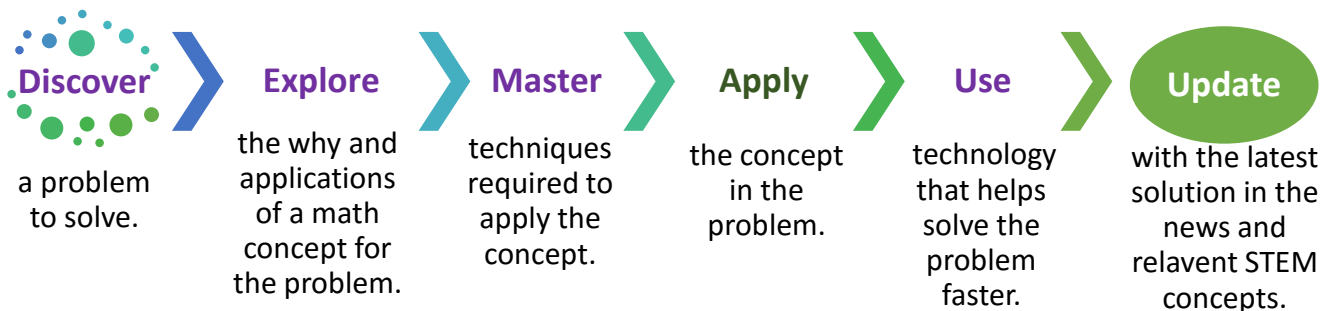 Discover
a problem
to solve.
Explore
the why and
applications
of a math
concept for
the problem.
Master
techniques
required to
apply the
concept.
Apply
the concept
in the
problem.
Use
technology
that helps
solve the
problem
faster.
Update
with the latest
solution in the
news and
relavent STEM
concepts.